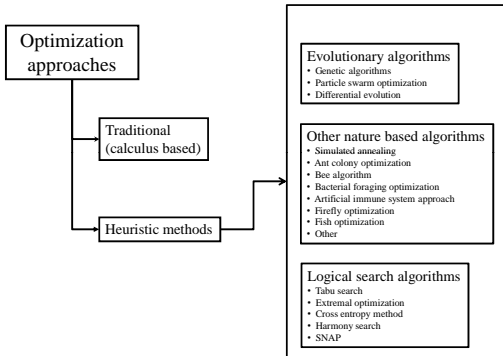 Optimization
approaches
Traditional
(calculus based)
Heuristic methods
Evolutionary algorithms
• Genetic algorithms
• Particle swarm optimization
• Differential evolution
Other nature based algorithms
• Simulated annealing
• Ant colony optimization
• Bee algorithm
• Bacterial foraging optimization
• Artificial immune system approach
• Firefly optimization
• Fish optimization
• Other
Logical search algorithms
• Tabu search
• Extremal optimization
• Cross entropy method
• Harmony search
• SNAP